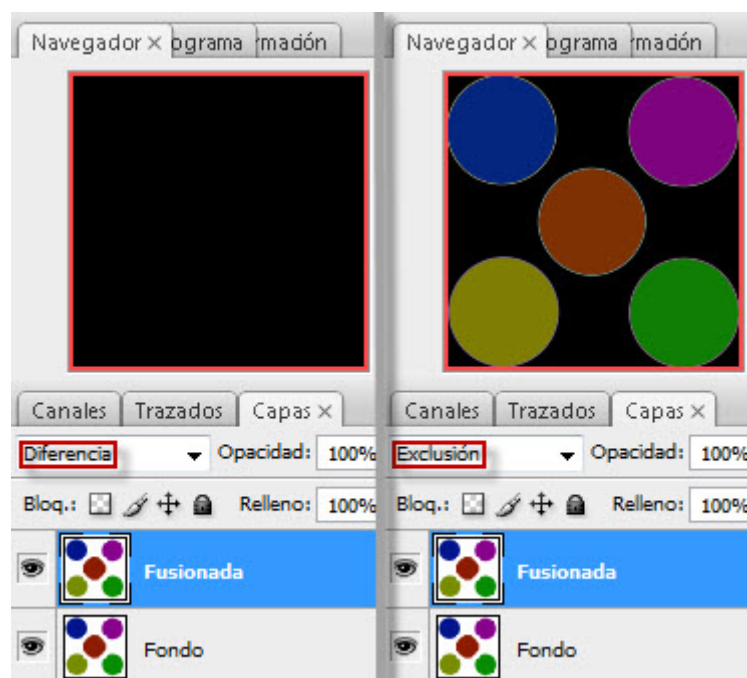 Navegador ograma mación
Canales Trazados Capas
Diferencia Opacidad: 100%
Bloq.: Relleno: 100%
Fusionada
Fondo
Navegador ograma mación
Canales Trazados Capas
Exclusión Opacidad: 100%
Bloq.: Relleno: 100%
Fusionada
Fondo